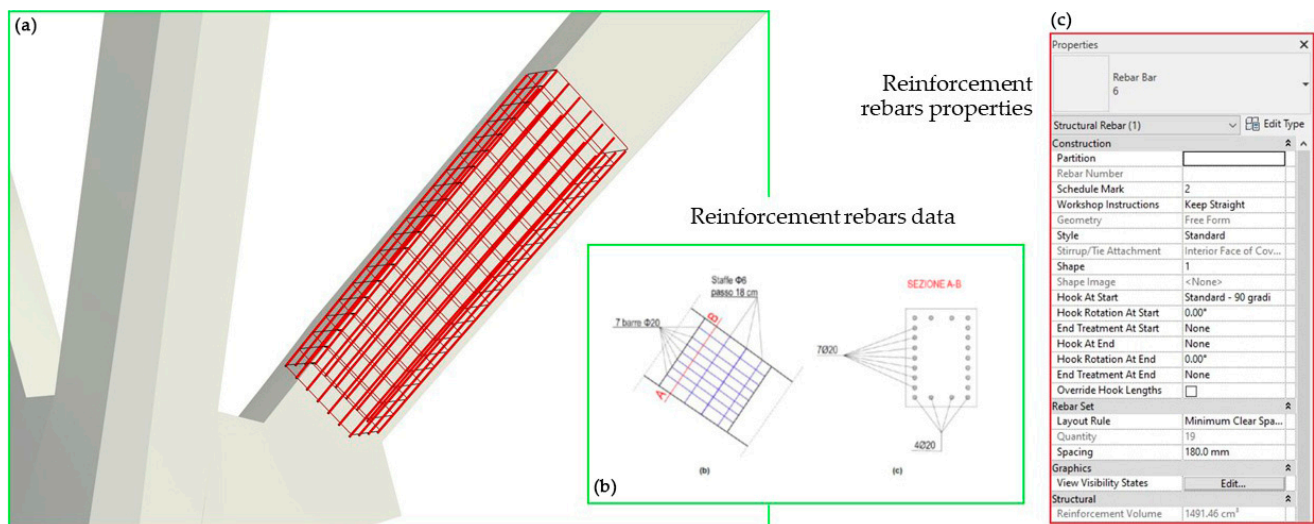 (a)
Reinforcement
rebars properties
Reinforcement rebars data
Staffe Φ6
passo 18 cm
7 barre Φ20
B
A
(b)
SEZIONE A-B
7Ø20
4Ø20
(c)
(b)
(c)
Properties
Rebar Bar
6
Structural Rebar (1) Edit Type
Construction
Partition
Rebar Number
Schedule Mark 2
Workshop Instructions Keep Straight
Geometry Free Form
Style Standard
Stirrup/Tie Attachment Interior Face of Cov...
Shape 1
Shape Image <None>
Hook At Start Standard - 90 gradi
Hook Rotation At Start 0.00°
End Treatment At Start None
Hook At End None
Hook Rotation At End 0.00°
End Treatment At End None
Override Hook Lengths
Rebar Set
Layout Rule Minimum Clear Spa...
Quantity 19
Spacing 180.0 mm
Graphics
View Visibility States Edit...
Structural
Reinforcement Volume 1491.46 cm³